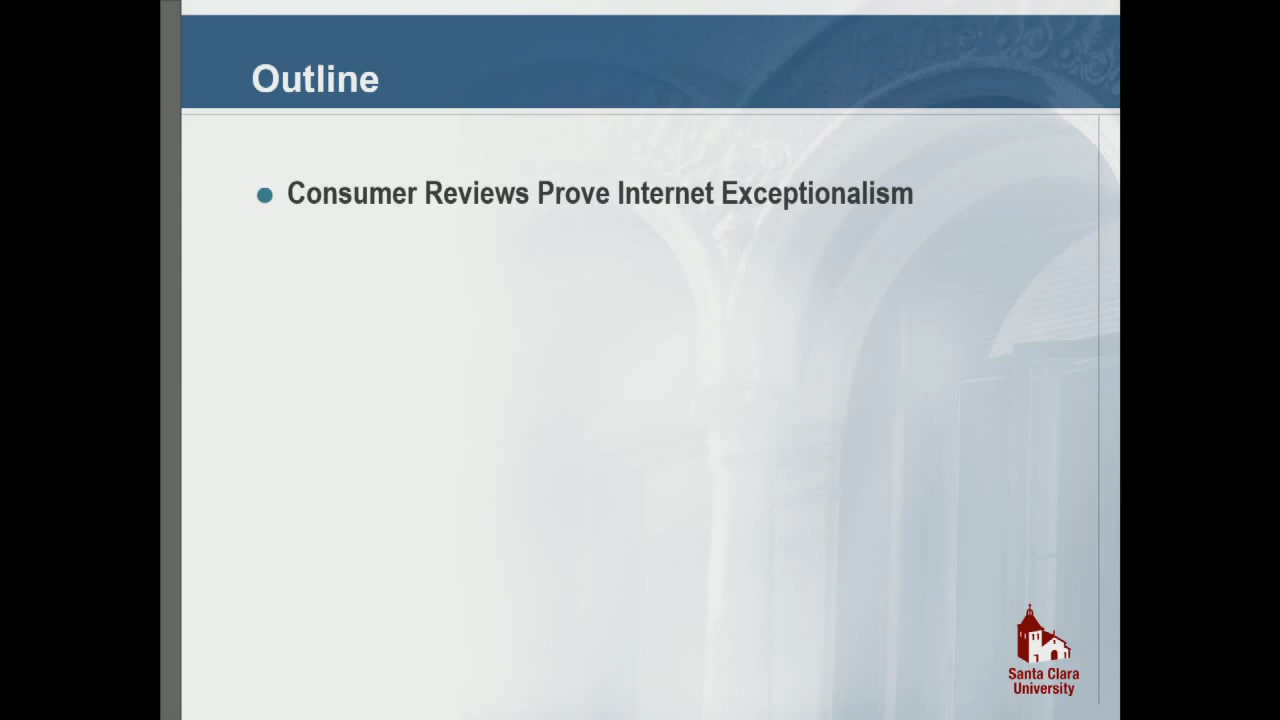 Outline
Consumer Reviews Prove Internet Exceptionalism
Santa Clara
University